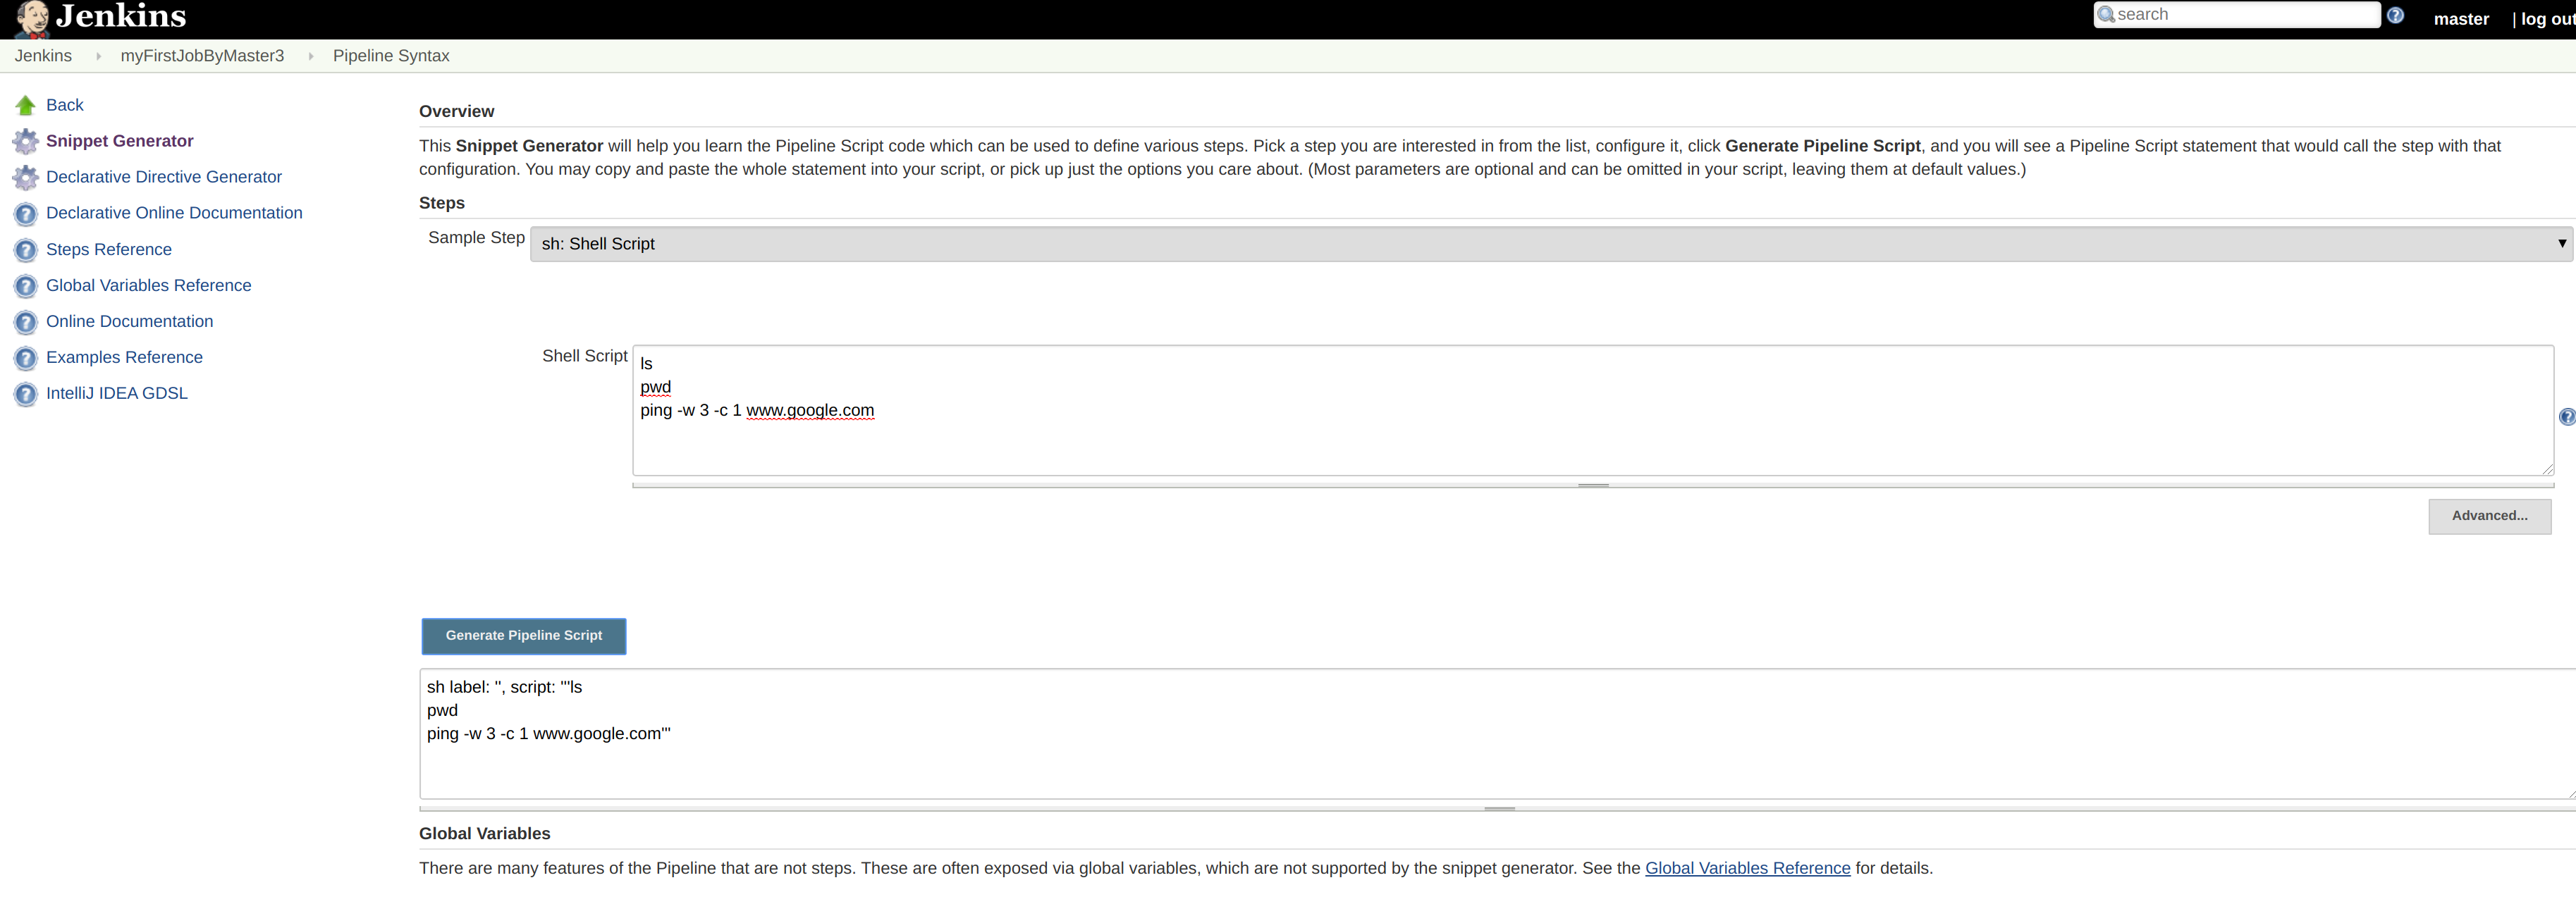 Jenkins
search
master
| log out
Jenkins
myFirstJobByMaster3
Pipeline Syntax
Back
Snippet Generator
Declarative Directive Generator
Declarative Online Documentation
Steps Reference
Global Variables Reference
Online Documentation
Examples Reference
IntelliJ IDEA GDSL
Overview
This Snippet Generator will help you learn the Pipeline Script code which can be used to define various steps. Pick a step you are interested in from the list, configure it, click Generate Pipeline Script, and you will see a Pipeline Script statement that would call the step with that
configuration. You may copy and paste the whole statement into your script, or pick up just the options you care about. (Most parameters are optional and can be omitted in your script, leaving them at default values.)
Steps
Sample Step
sh: Shell Script
Shell Script
ls
pwd
ping -w 3 -c 1 www.google.com
Advanced...
Generate Pipeline Script
sh label: '', script: '''ls
pwd
ping -w 3 -c 1 www.google.com'''
Global Variables
There are many features of the Pipeline that are not steps. These are often exposed via global variables, which are not supported by the snippet generator. See the Global Variables Reference for details.